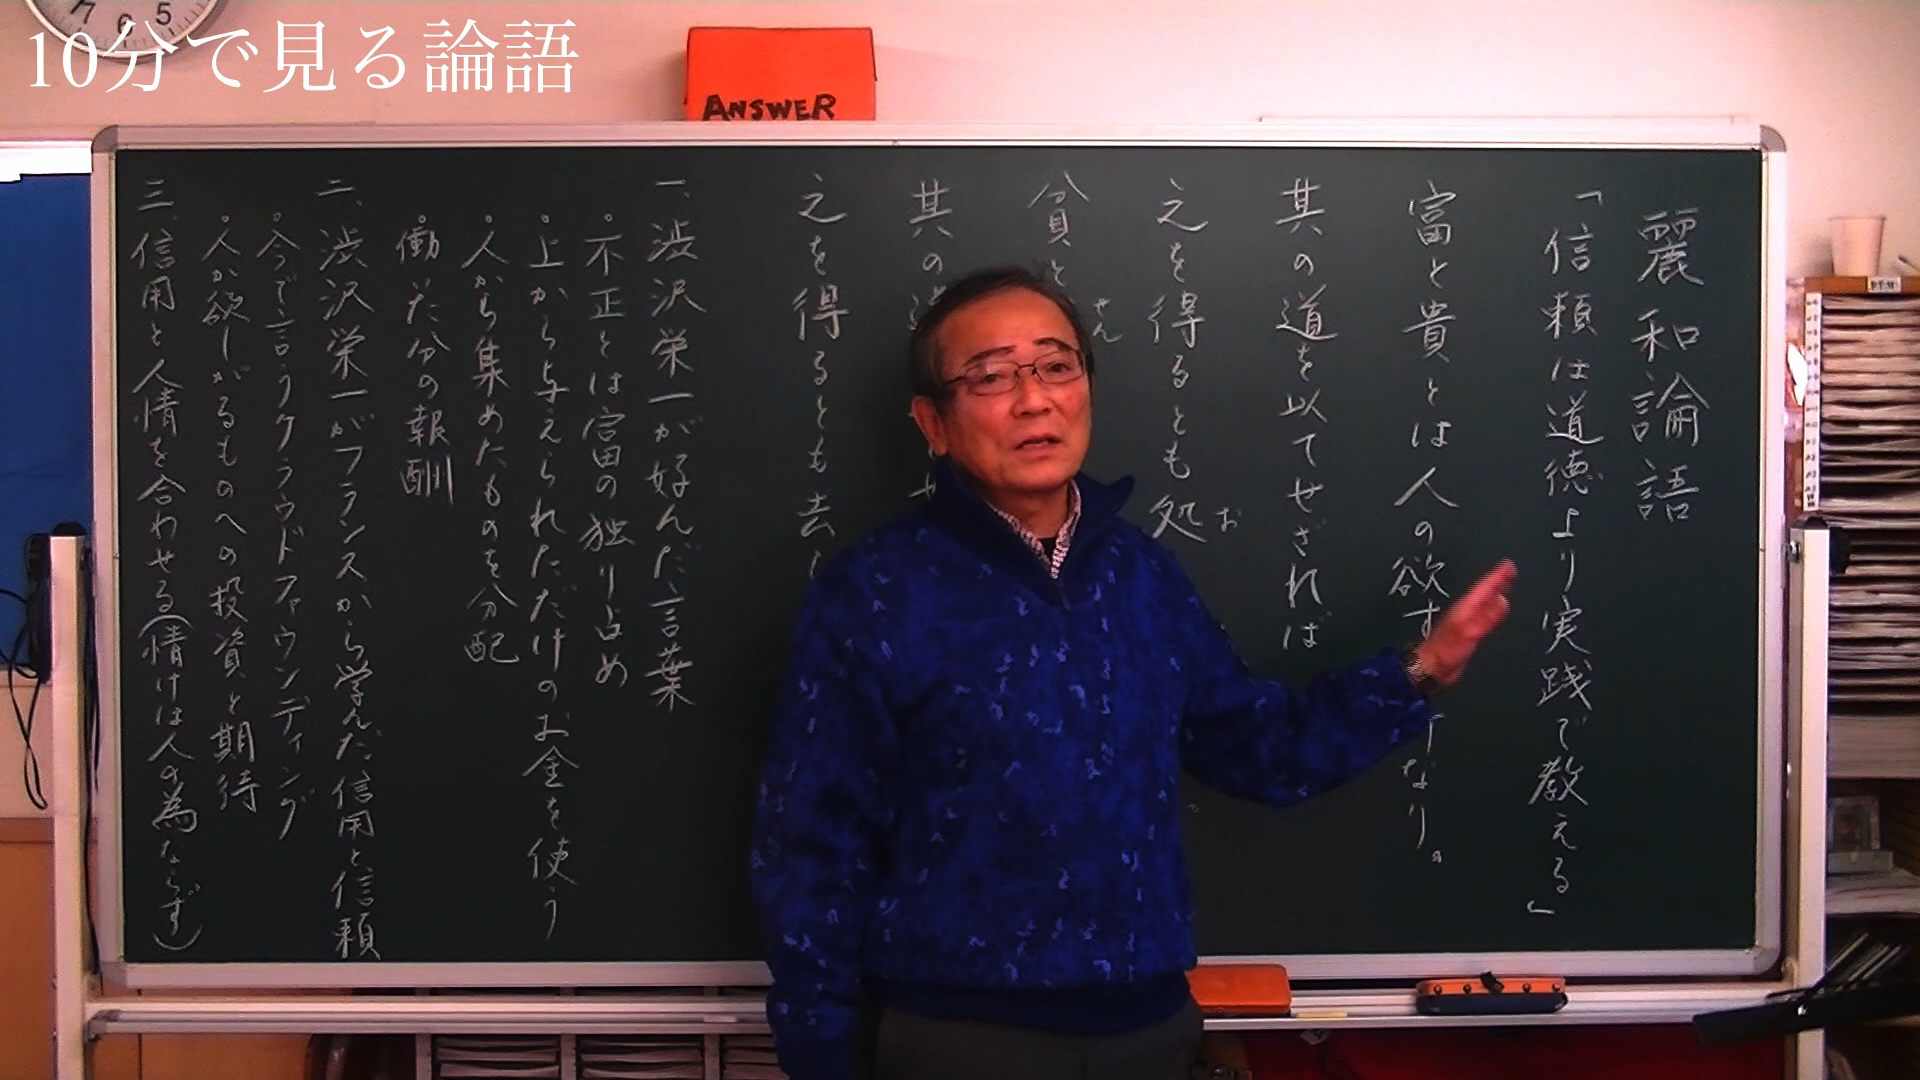 10分で見る論語
ANSWER
麗和論語
「信頼は道徳より実践で教える」
富と貴とは人の欲す なり。
其の道を以てせざれば
之を得るとも処
お
貧と
せん
其の
之を得るとも去
一、渋沢栄一が好んだ言葉
・不正とは富の独り占め
・上から与えられただけのお金を使う
・人から集めたものを分配
・働いた分の報酬
二、渋沢栄一がフランスから学んだ信用と信頼
・今で言うクラウドファウンディング
・人が欲しがるものへの投資と期待
三、信用と人情を合わせる(情けは人の為ならず)
7 6 5